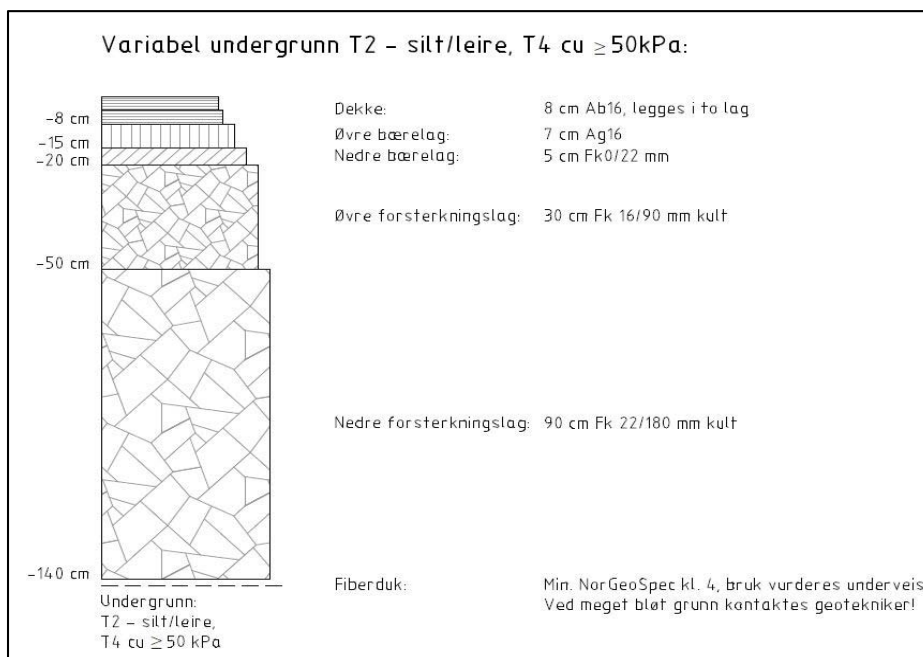 Variabel undergrunn T2 – silt/leire, T4 cu ≥ 50kPa:
-8 cm
-15 cm
-20 cm
-50 cm
-140 cm
Undergrunn:
T2 – silt/leire,
T4 cu ≥ 50 kPa
Dekke: 8 cm Ab16, legges i to lag
Øvre bærelag: 7 cm Ag16
Nedre bærelag: 5 cm Fk0/22 mm
Øvre forsterkningslag: 30 cm Fk 16/90 mm kult
Nedre forsterkningslag: 90 cm Fk 22/180 mm kult
Fiberduk: Min. NorGeoSpec kl. 4, bruk vurderes underveis
Ved meget bløt grunn kontaktes geotekniker!